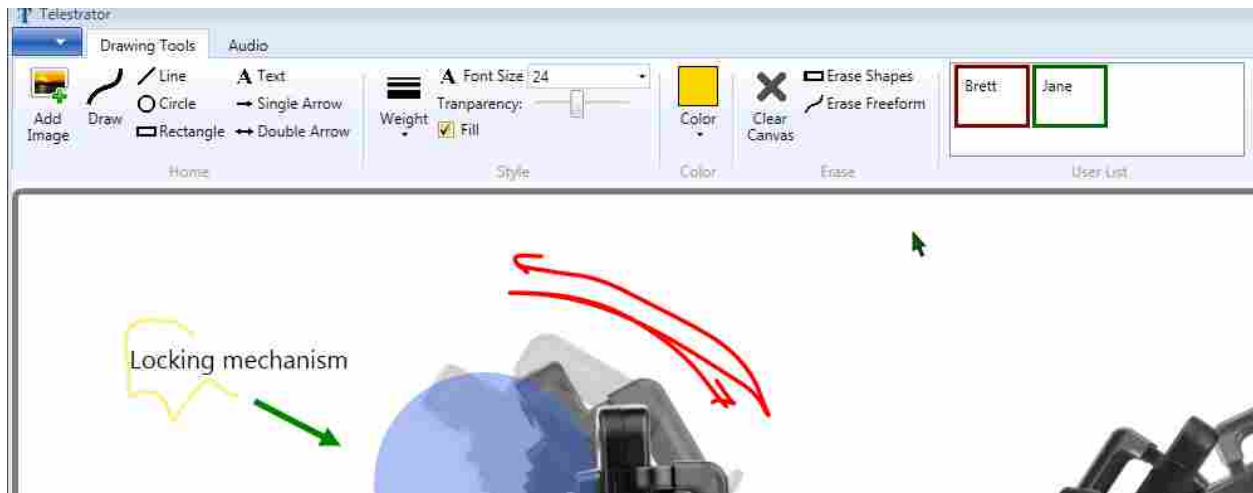 Telestrator
Drawing Tools Audio
Add Image
Draw
Line
Circle
Rectangle
A Text
Single Arrow
Double Arrow
Home
Weight
A Font Size 24
Tranparency:
Fill
Style
Color
Color
Clear Canvas
Erase Shapes
Erase Freeform
Erase
Brett Jane
User List
Locking mechanism